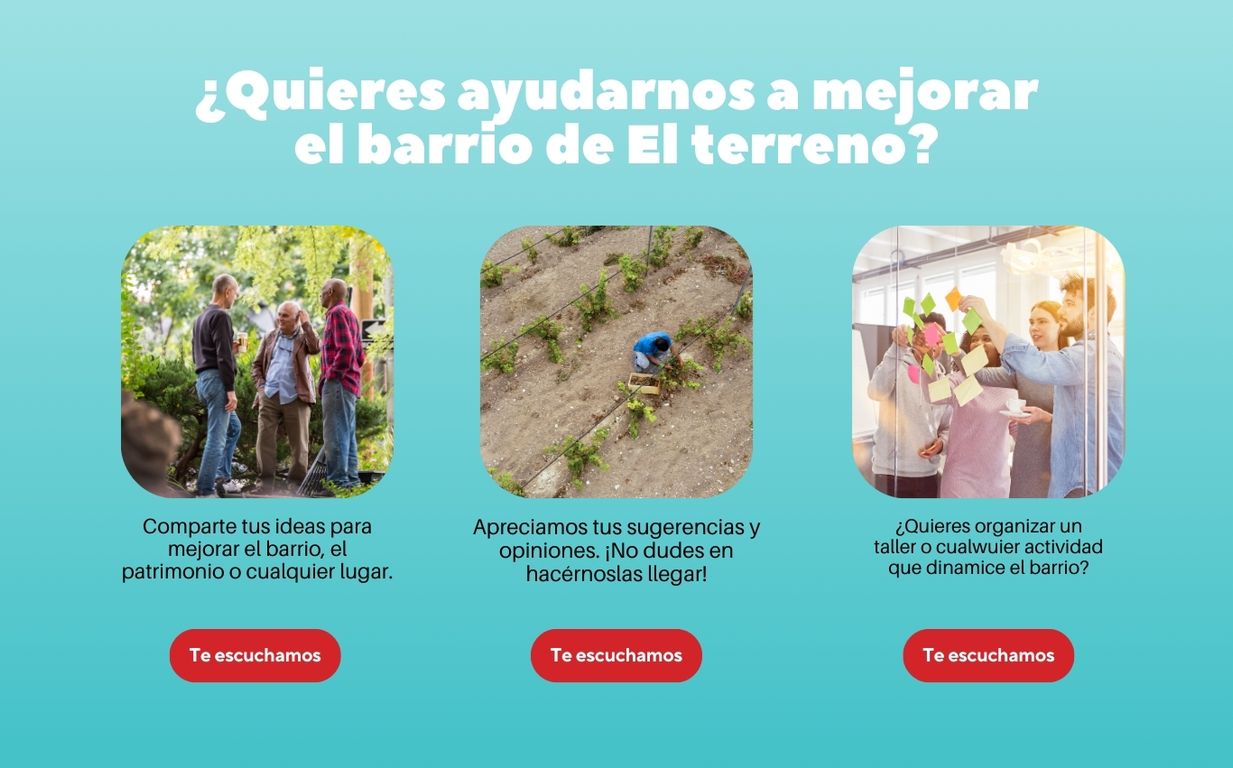 ¿Quieres ayudarnos a mejorar
el barrio de El terreno?
Comparte tus ideas para
mejorar el barrio, el
patrimonio o cualquier lugar.
Apreciamos tus sugerencias y
opiniones. ¡No dudes en
hacérnoslas llegar!
¿Quieres organizar un
taller o cualwuier actividad
que dinamice el barrio?
Te escuchamos
Te escuchamos
Te escuchamos